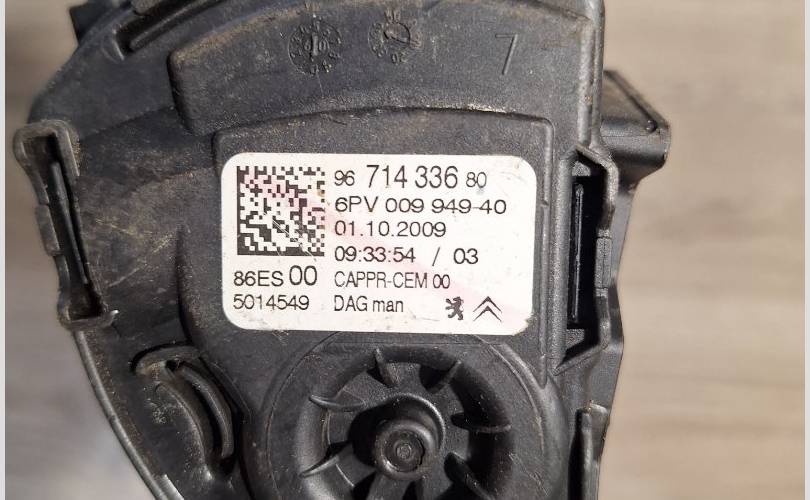 7
96 714 336 80
6PV 009 949-40
01.10.2009
09:33:54 / 03
86ES 00 CAPPR-CEM 00
5014549 DAG man